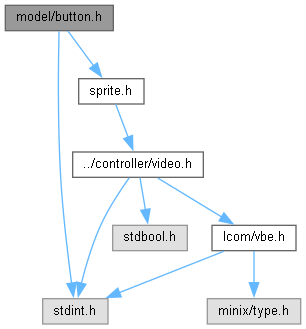 model/button.h
sprite.h
../controller/video.h
stdbool.h
lcom/vbe.h
stdint.h
minix/type.h